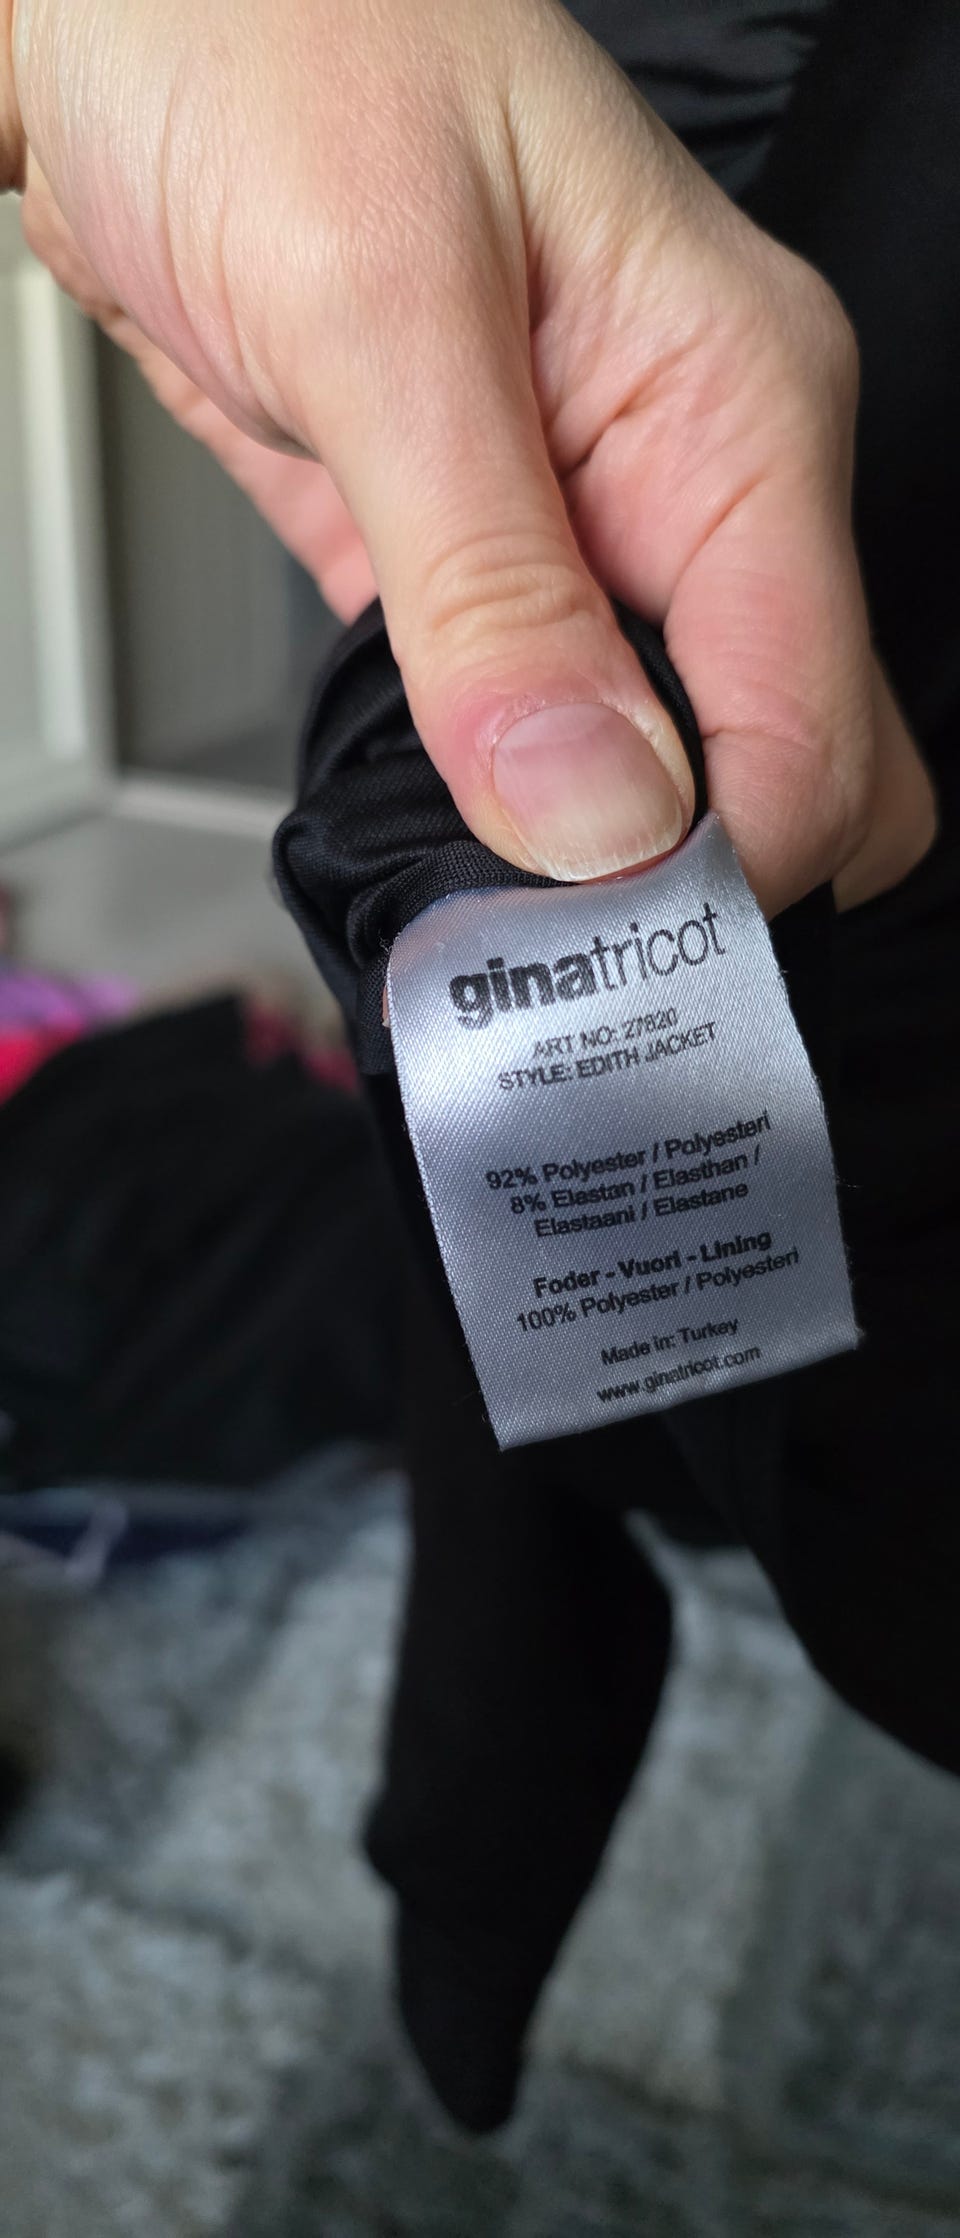 ginatricot
ART NO: 27820
STYLE: EDITH JACKET
92% Polyester / Polyesteri
8% Elastan / Elasthan /
Elastaani / Elastane
Foder - Vuori - Lining
100% Polyester / Polyesteri
Made in: Turkey
www.ginatricot.com